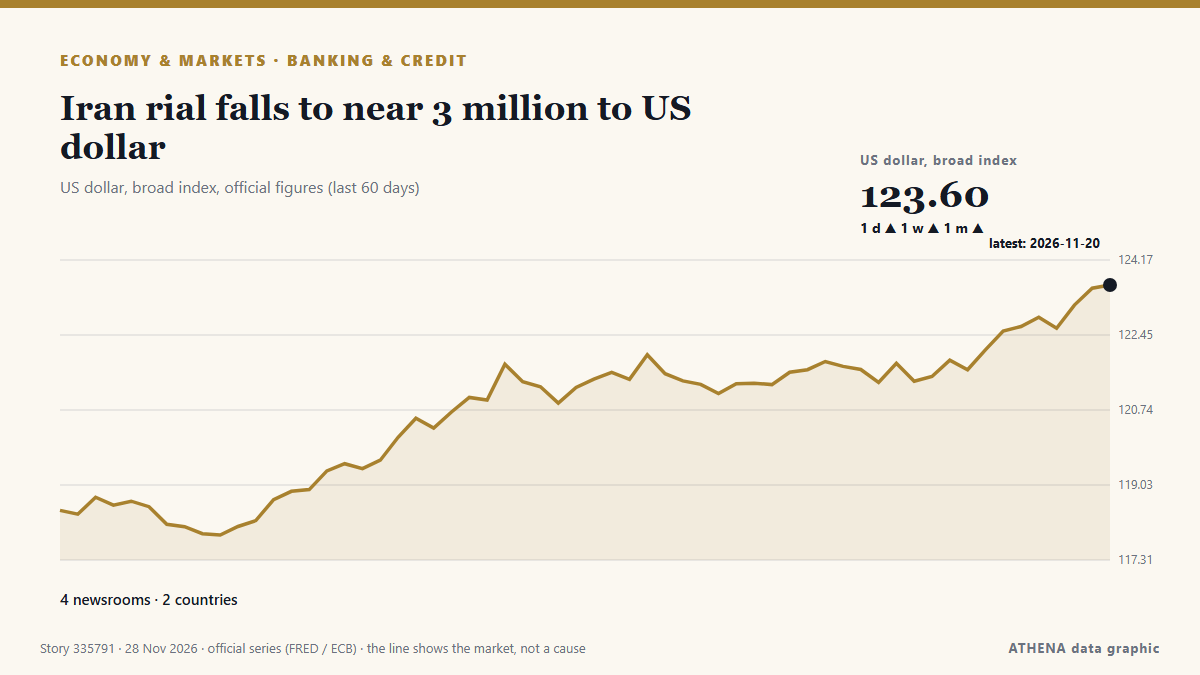 ECONOMY & MARKETS · BANKING & CREDIT
Iran rial falls to near 3 million to US
dollar
US dollar, broad index, official figures (last 60 days)
US dollar, broad index
123.60
1 d ▲ 1 w ▲ 1 m ▲
latest: 2026-11-20
124.17
122.45
120.74
119.03
117.31
4 newsrooms · 2 countries
Story 335791 · 28 Nov 2026 · official series (FRED / ECB) · the line shows the market, not a cause
ATHENA data graphic